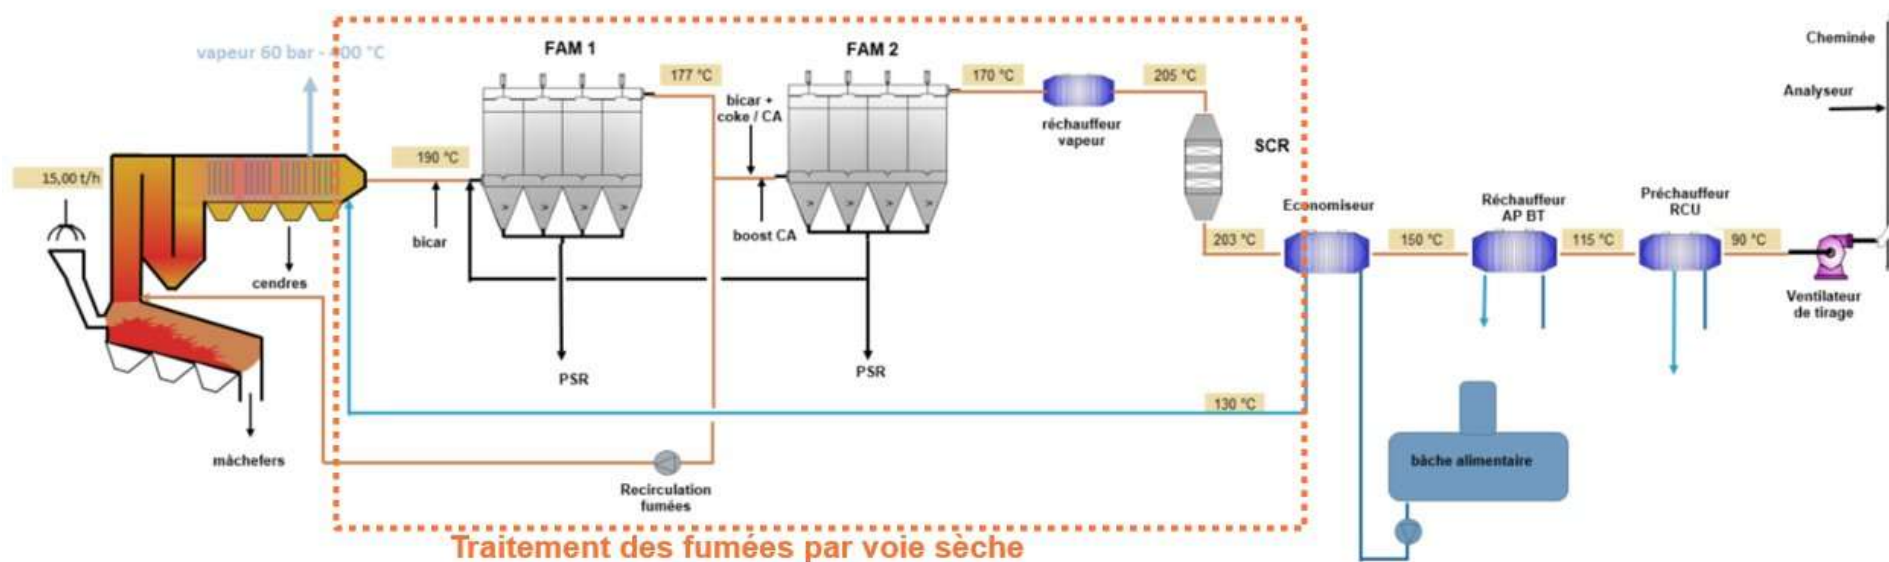 vapeur 60 bar - 400 °C
FAM 1
FAM 2
Cheminée
177 °C
170 °C
205 °C
Analyseur
bicar +
coke / CA
réchauffeur
vapeur
SCR
190 °C
15,00 t/h
bicar
boost CA
Economiseur
Réchauffeur
AP BT
Préchauffeur
RCU
203 °C
150 °C
115 °C
90 °C
cendres
Ventilateur
de tirage
PSR
PSR
130 °C
mâchefers
bâche alimentaire
Recirculation
fumées
Traitement des fumées par voie sèche